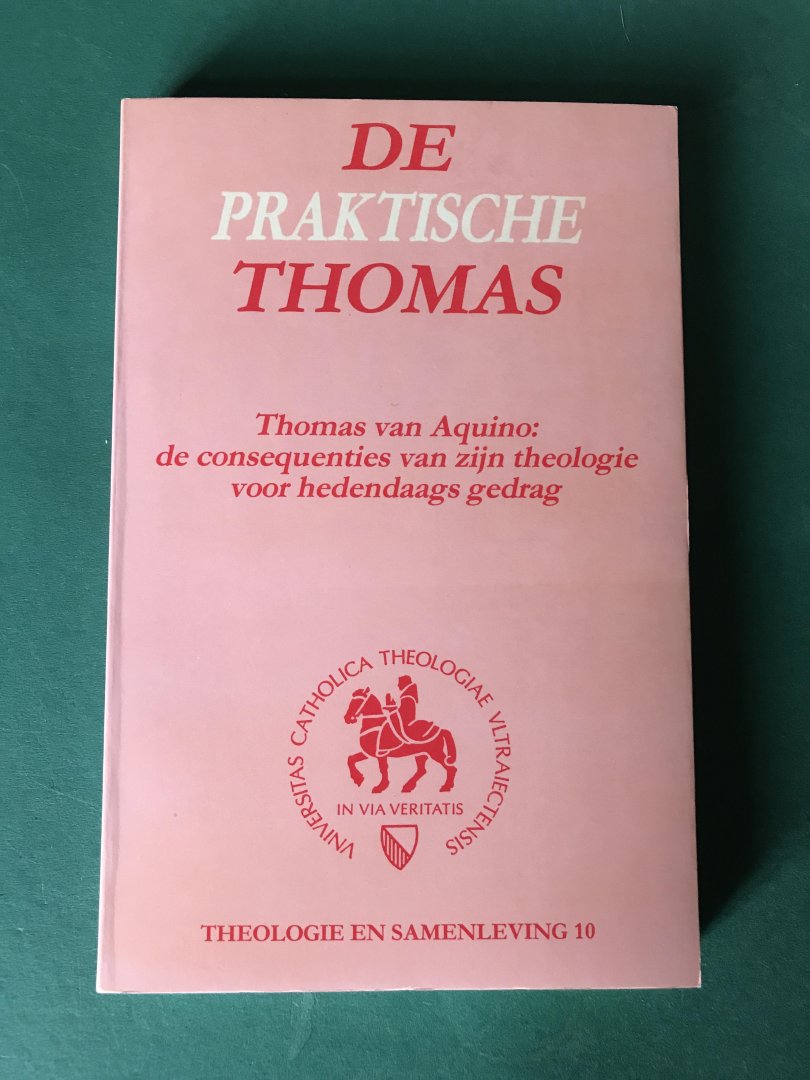 DE
PRAKTISCHE
THOMAS
Thomas van Aquino:
de consequenties van zijn theologie
voor hedendaags gedrag
VNIVERSITAS CATHOLICA THEOLOGIAE VLTRAIECTENSIS
IN VIA VERITATIS
THEOLOGIE EN SAMENLEVING 10